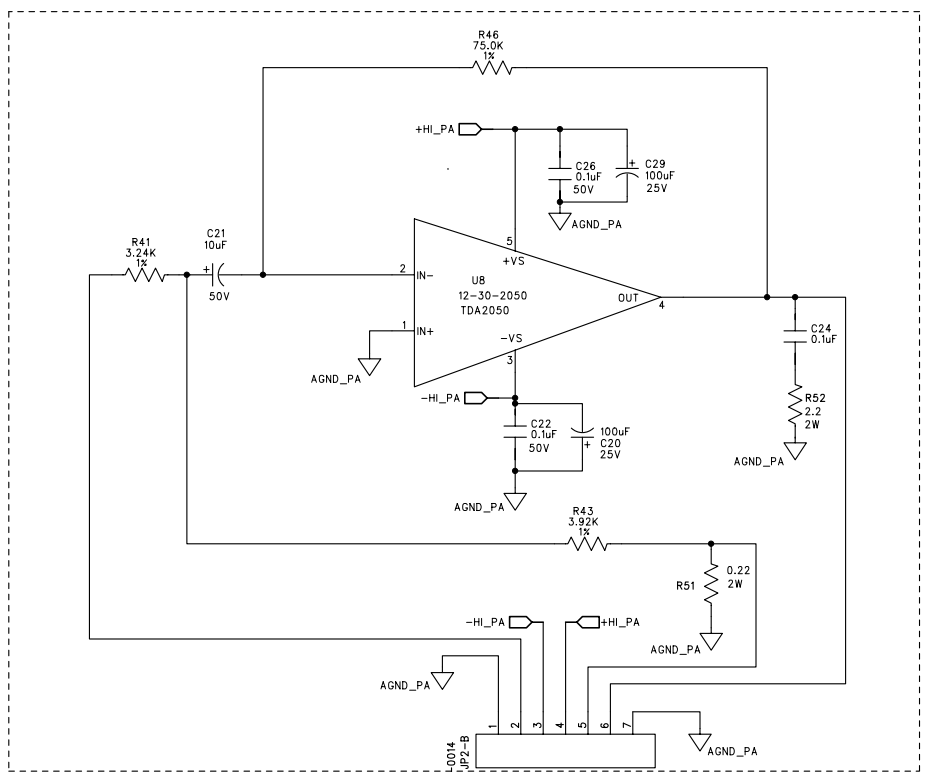 R46
75.0K
1%
+HI_PA
C26
0.1uF
50V
+
C29
100uF
25V
AGND_PA
R41
3.24K
1%
C21
10uF
+
50V
2
IN-
5
+VS
U8
12-30-2050
TDA2050
OUT
4
1
IN+
AGND_PA
-VS
3
-HI_PA
C22
0.1uF
50V
100uF
C20
25V
+
AGND_PA
C24
0.1uF
R52
2.2
2W
AGND_PA
R43
3.92K
1%
R51
0.22
2W
AGND_PA
-HI_PA
+HI_PA
AGND_PA
1
2
3
4
5
6
7
AGND_PA
-0014
JP2-B